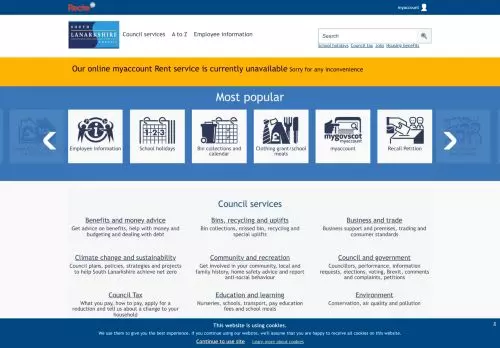 Recite
myaccount
SOUTH
LANARKSHIRE
COUNCIL
Council services A to Z Employee information
Search
School holidays Council tax Jobs Housing benefits
Our online myaccount Rent service is currently unavailable Sorry for any inconvenience
Most popular
Employee Information
School holidays
Bin collections and
calendar
Clothing grant/school
meals
mygovscot
myaccount
myaccount
Recall Petition
Council services
Benefits and money advice
Get advice on benefits, help with money and
budgeting and dealing with debt
Bins, recycling and uplifts
Bin collections, missed bin, recycling and
special uplifts
Business and trade
Business support and premises, trading and
consumer standards
Climate change and sustainability
Council plans, policies, strategies and projects
to help South Lanarkshire achieve net zero
Community and recreation
Get involved in your community, local and
family history, home safety advice and report
anti-social behaviour
Council and government
Councillors, performance, information
requests, elections, voting, Brexit, comments
and complaints, petitions
Council Tax
What you pay, how to pay, apply for a
reduction and tell us about a change to your
household
Education and learning
Nurseries, schools, transport, pay education
fees and school meals
Environment
Conservation, air quality and pollution
This website is using cookies.
We use them to give you the best experience. If you continue using our website, we'll assume that you are happy to receive all cookies on this website.
Continue to use site Learn more about cookies
x